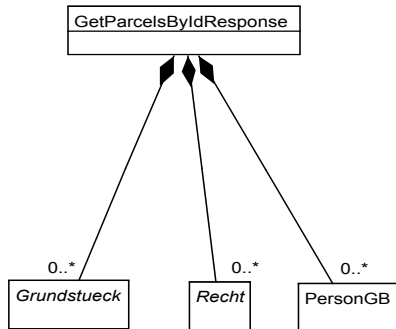 GetParcelsByIdResponse
0..* 0..* 0..*
Grundstueck Recht PersonGB